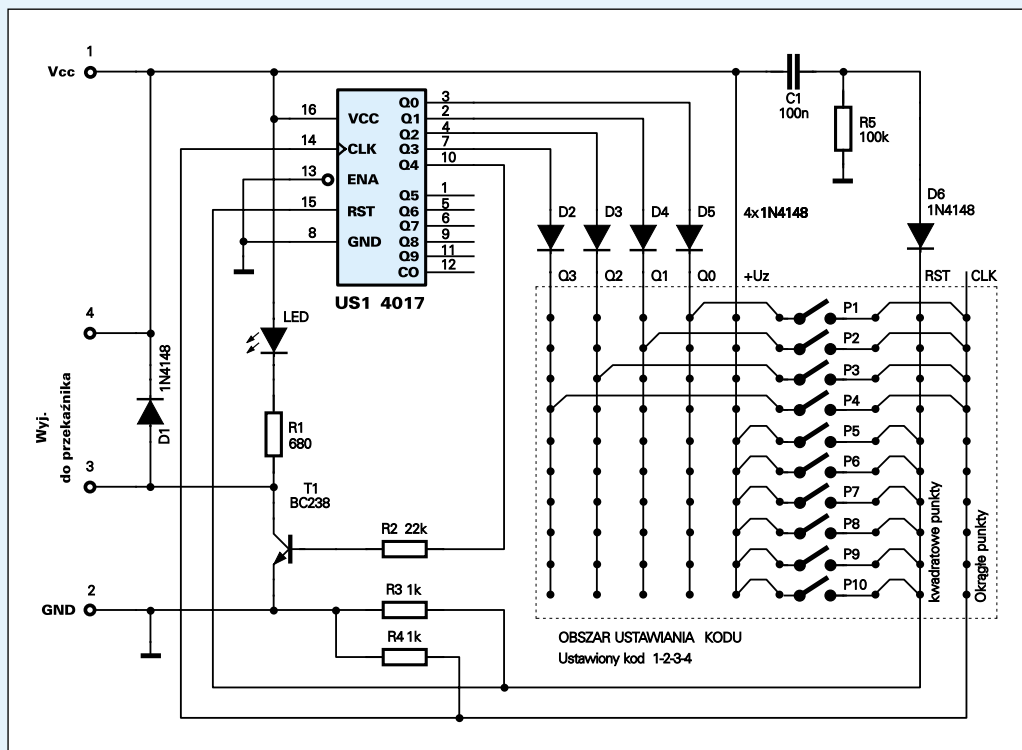 1
Vcc
C1
100n
R5
100k
16
14
13
15
8
VCC
CLK
ENA
RST
GND
Q0
Q1
Q2
Q3
Q4
Q5
Q6
Q7
Q8
Q9
CO
3
2
4
7
10
1
5
6
9
11
12
US1 4017
D2
D3
D4
D5
4x1N4148
D6
1N4148
Q3
Q2
Q1
Q0
+Uz
RST
CLK
4
LED
1N4148
D1
Wyj.
do przekaźnika
R1
680
3
T1
BC238
R2 22k
P1
P2
P3
P4
P5
P6
P7
P8
P9
P10
kwadratowe punkty
Okrągłe punkty
2
GND
R3 1k
R4 1k
OBSZAR USTAWIANIA KODU
Ustawiony kod 1-2-3-4